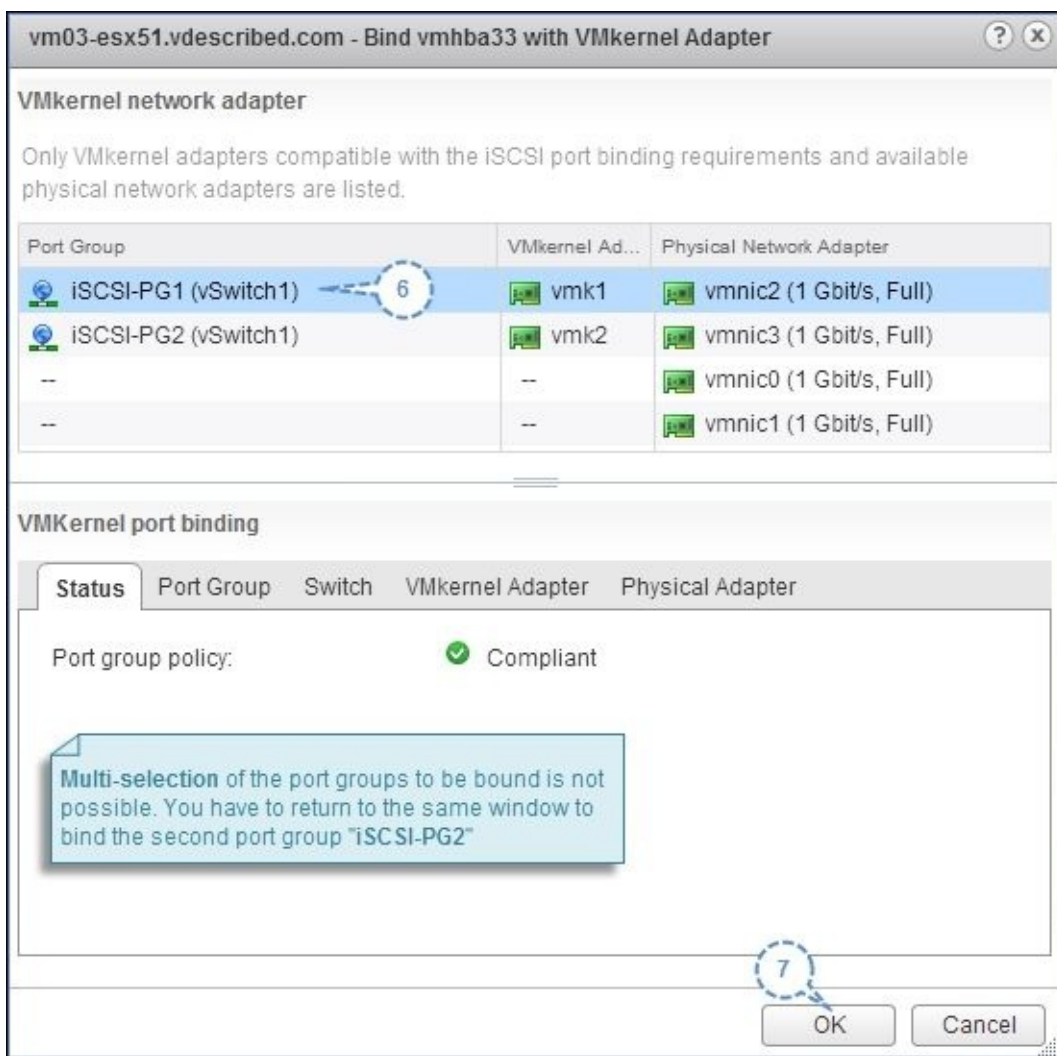 vm03-esx51.vdescribed.com - Bind vmhba33 with VMkernel Adapter
VMkernel network adapter
Only VMkernel adapters compatible with the iSCSI port binding requirements and available
physical network adapters are listed.
Port Group VMkernel Ad... Physical Network Adapter
iSCSI-PG1 (vSwitch1) 6 vmk1 vmnic2 (1 Gbit/s, Full)
iSCSI-PG2 (vSwitch1) vmk2 vmnic3 (1 Gbit/s, Full)
-- -- vmnic0 (1 Gbit/s, Full)
-- -- vmnic1 (1 Gbit/s, Full)
VMKernel port binding
Status Port Group Switch VMkernel Adapter Physical Adapter
Port group policy: Compliant
Multi-selection of the port groups to be bound is not
possible. You have to return to the same window to
bind the second port group "iSCSI-PG2"
7
OK Cancel